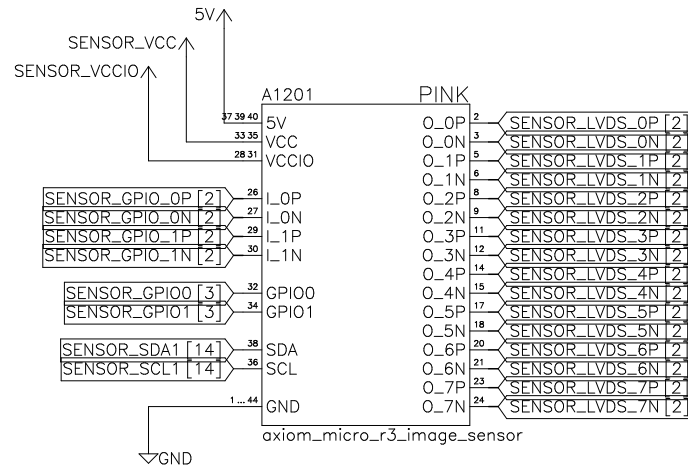 5V
SENSOR_VCC
SENSOR_VCCIO
A1201 PINK
37 39 40 5V O_0P 2 SENSOR_LVDS_0P [2]
33 35 VCC O_0N 3 SENSOR_LVDS_0N [2]
28 31 VCCIO O_1P 5 SENSOR_LVDS_1P [2]
O_1N 6 SENSOR_LVDS_1N [2]
SENSOR_GPIO_0P [2] 26 I_0P O_2P 8 SENSOR_LVDS_2P [2]
SENSOR_GPIO_0N [2] 27 I_0N O_2N 9 SENSOR_LVDS_2N [2]
SENSOR_GPIO_1P [2] 29 I_1P O_3P 11 SENSOR_LVDS_3P [2]
SENSOR_GPIO_1N [2] 30 I_1N O_3N 12 SENSOR_LVDS_3N [2]
O_4P 14 SENSOR_LVDS_4P [2]
SENSOR_GPIO0 [3] 32 GPIO0 O_4N 15 SENSOR_LVDS_4N [2]
SENSOR_GPIO1 [3] 34 GPIO1 O_5P 17 SENSOR_LVDS_5P [2]
O_5N 18 SENSOR_LVDS_5N [2]
SENSOR_SDA1 [14] 38 SDA O_6P 20 SENSOR_LVDS_6P [2]
SENSOR_SCL1 [14] 36 SCL O_6N 21 SENSOR_LVDS_6N [2]
O_7P 23 SENSOR_LVDS_7P [2]
1 ... 44 GND O_7N 24 SENSOR_LVDS_7N [2]
axiom_micro_r3_image_sensor
GND